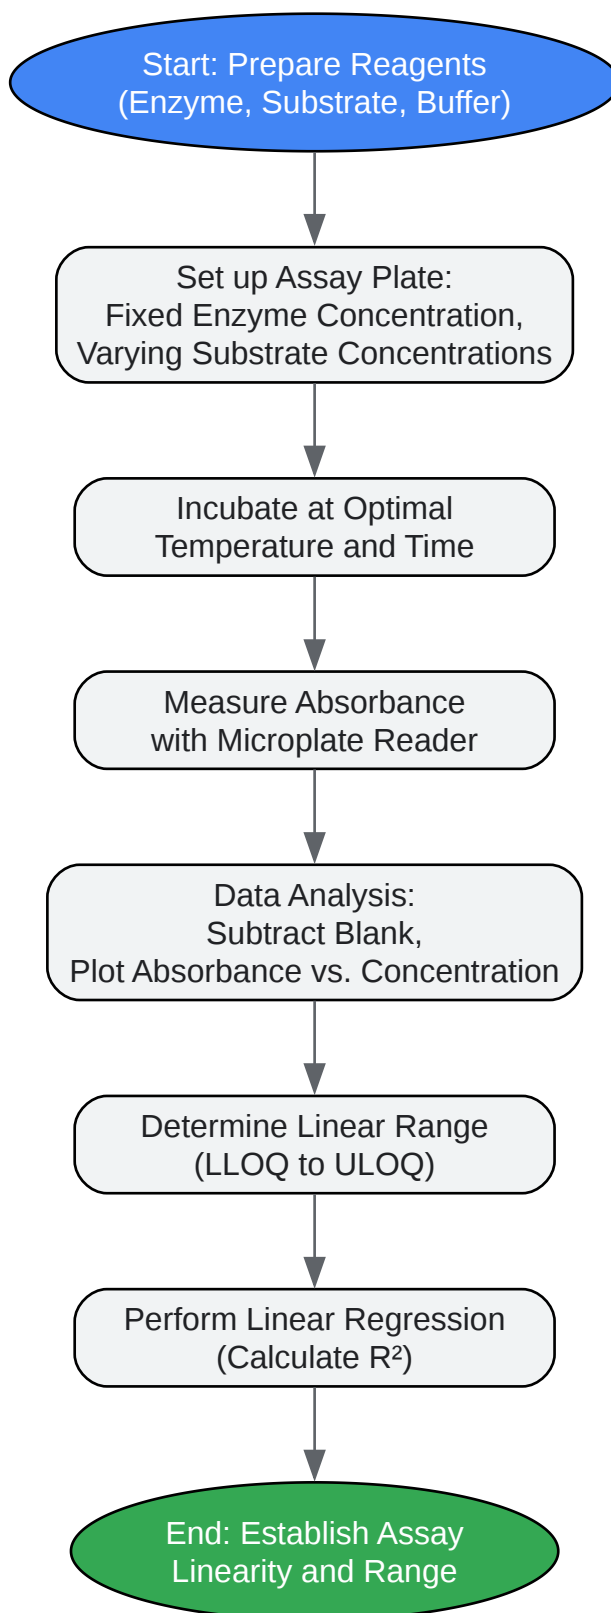 Start: Prepare Reagents
(Enzyme, Substrate, Buffer)
Set up Assay Plate:
Fixed Enzyme Concentration,
Varying Substrate Concentrations
Incubate at Optimal
Temperature and Time
Measure Absorbance
with Microplate Reader
Data Analysis:
Subtract Blank,
Plot Absorbance vs. Concentration
Determine Linear Range
(LLOQ to ULOQ)
Perform Linear Regression
(Calculate R²)
End: Establish Assay
Linearity and Range